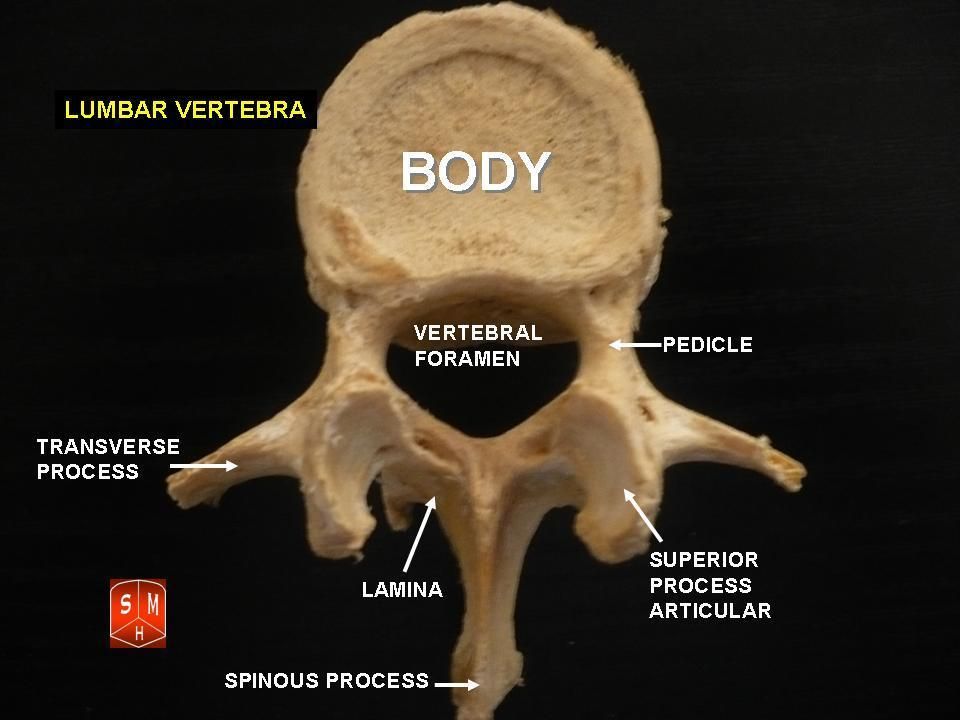 LUMBAR VERTEBRA
BODY
VERTEBRAL
FORAMEN
PEDICLE
TRANSVERSE
PROCESS
LAMINA
SUPERIOR
PROCESS
ARTICULAR
S M
H
SPINOUS PROCESS